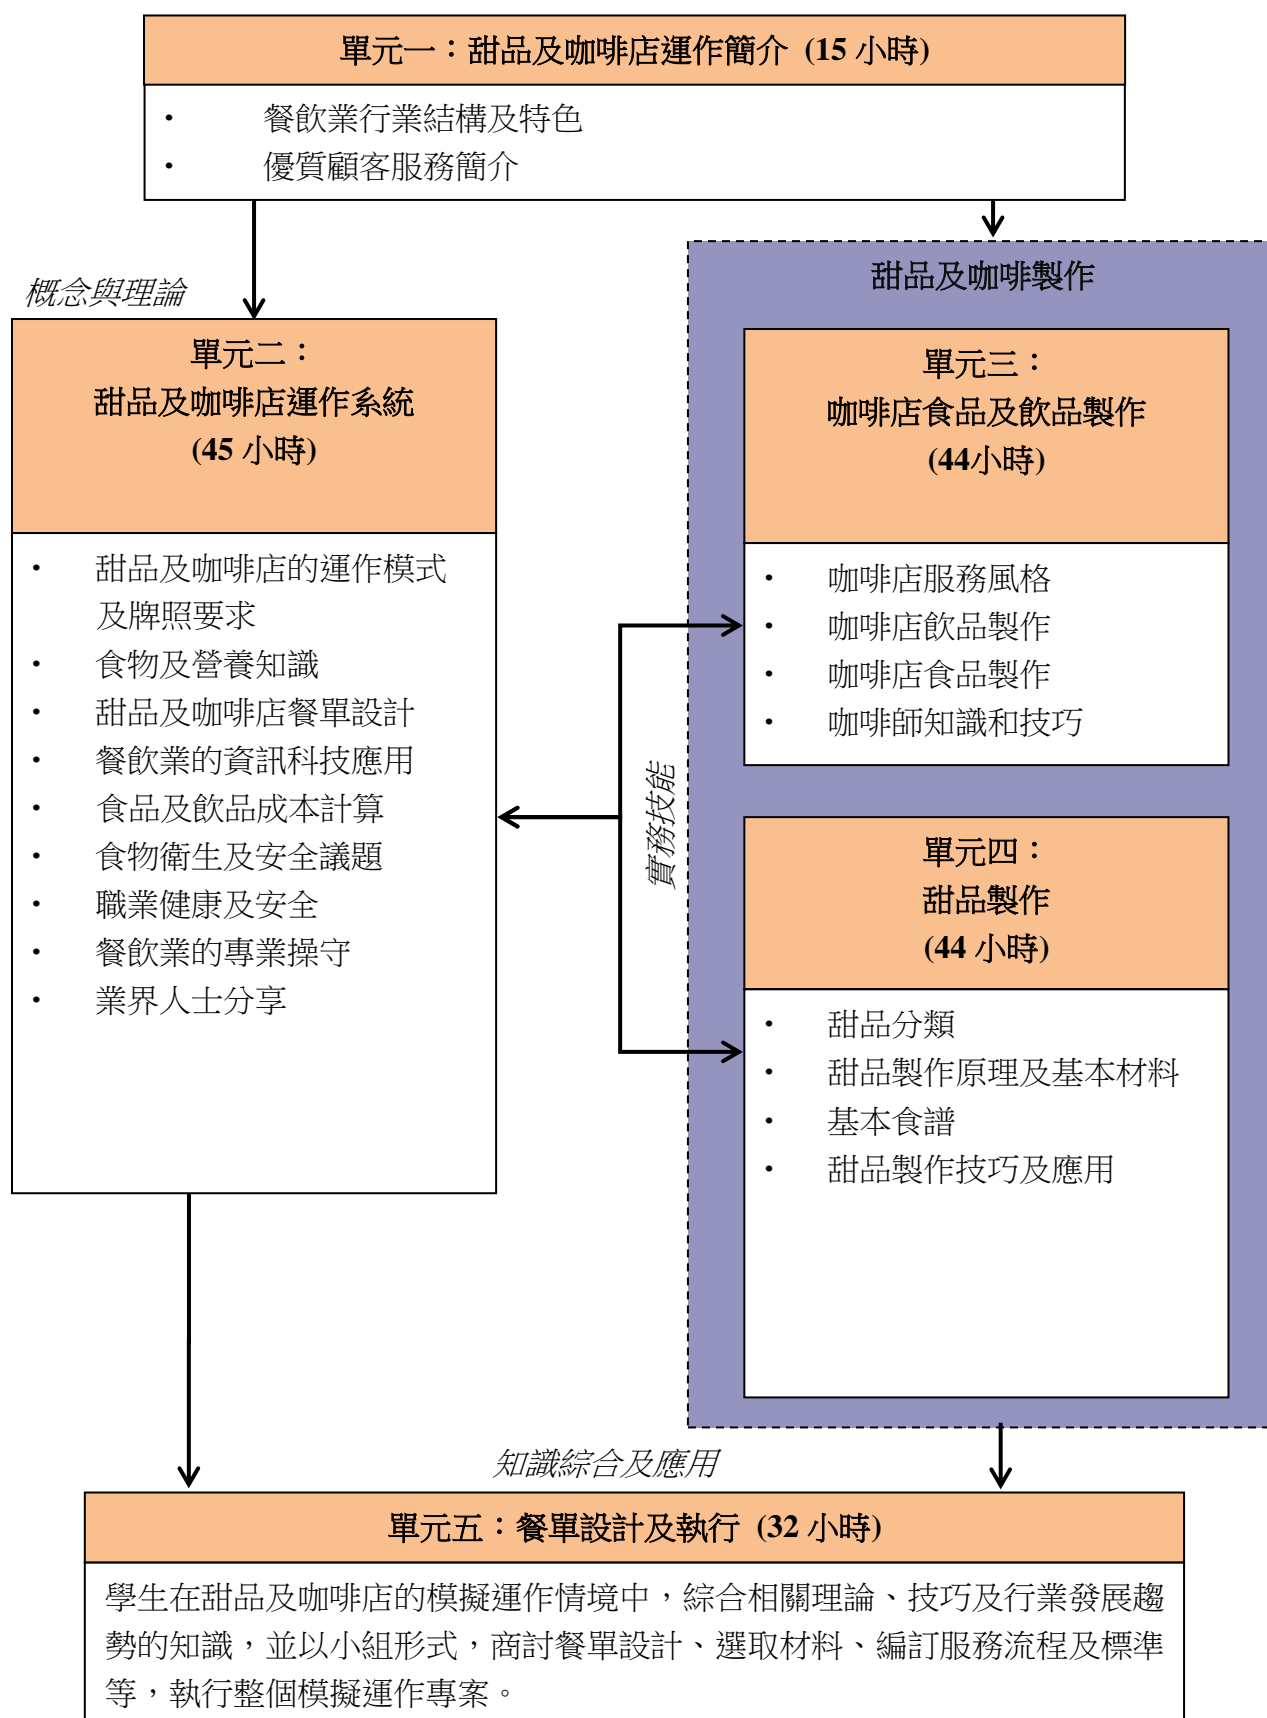 單元一：甜品及咖啡店運作簡介 (15 小時)
• 餐飲業行業結構及特色
• 優質顧客服務簡介
概念與理論
單元二：
甜品及咖啡店運作系統
(45 小時)
• 甜品及咖啡店的運作模式
及牌照要求
• 食物及營養知識
• 甜品及咖啡店餐單設計
• 餐飲業的資訊科技應用
• 食品及飲品成本計算
• 食物衞生及安全議題
• 職業健康及安全
• 餐飲業的專業操守
• 業界人士分享
實務技能
甜品及咖啡製作
單元三：
咖啡店食品及飲品製作
(44小時)
• 咖啡店服務風格
• 咖啡店飲品製作
• 咖啡店食品製作
• 咖啡師知識和技巧
單元四：
甜品製作
(44 小時)
• 甜品分類
• 甜品製作原理及基本材料
• 基本食譜
• 甜品製作技巧及應用
知識綜合及應用
單元五：餐單設計及執行 (32 小時)
學生在甜品及咖啡店的模擬運作情境中，綜合相關理論、技巧及行業發展趨
勢的知識，並以小組形式，商討餐單設計、選取材料、編訂服務流程及標準
等，執行整個模擬運作專案。